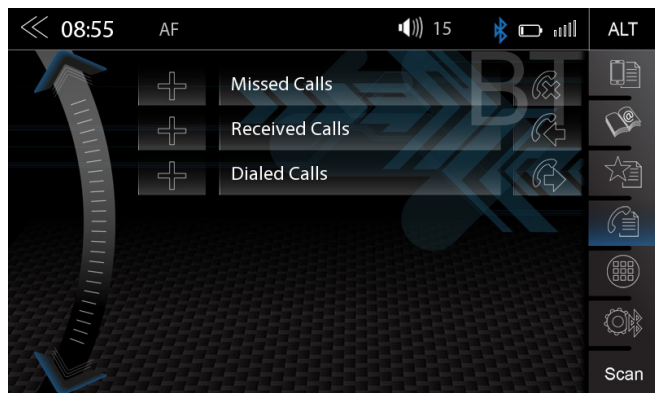 08:55 AF 15 ALT
BT
Missed Calls
Received Calls
Dialed Calls
Scan